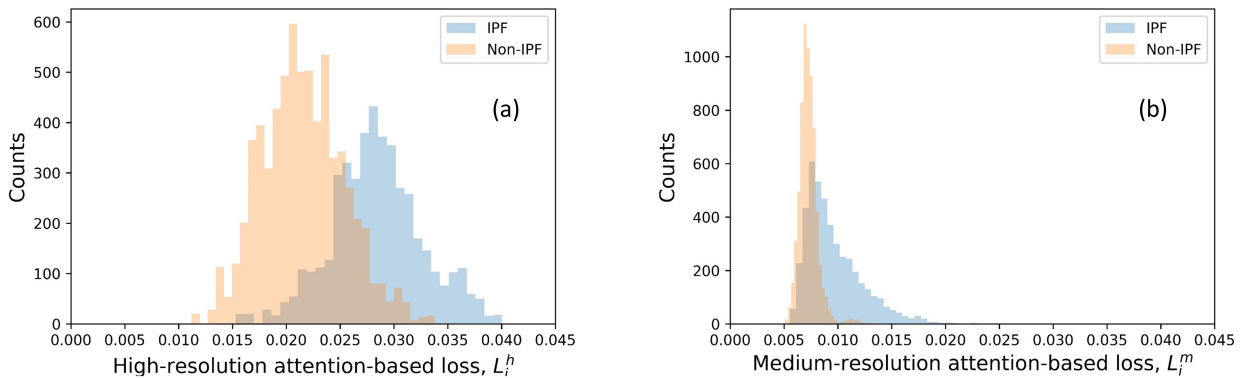 600
500
400
300
200
100
0
Counts
IPF
Non-IPF
(a)
0.000 0.005 0.010 0.015 0.020 0.025 0.030 0.035 0.040 0.045
High-resolution attention-based loss, $L_i^h$
1000
800
600
400
200
0
Counts
IPF
Non-IPF
(b)
0.000 0.005 0.010 0.015 0.020 0.025 0.030 0.035 0.040 0.045
Medium-resolution attention-based loss, $L_i^m$